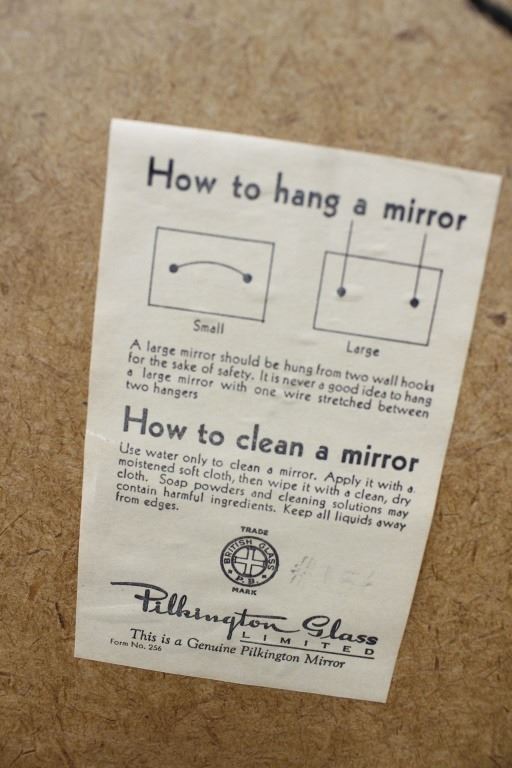 How to hang a mirror
Small
Large
A large mirror should be hung from two wall hooks
for the sake of safety. It is never a good idea to hang
a large mirror with one wire stretched between
two hangers
How to clean a mirror
Use water only to clean a mirror. Apply it with a
moistened soft cloth, then wipe it with a clean, dry
cloth. Soap powders and cleaning solutions may
contain harmful ingredients. Keep all liquids away
from edges.
TRADE
BRITISH GLASS
P.B.
MARK
Pilkington Glass
LIMITED
This is a Genuine Pilkington Mirror
Form No. 256